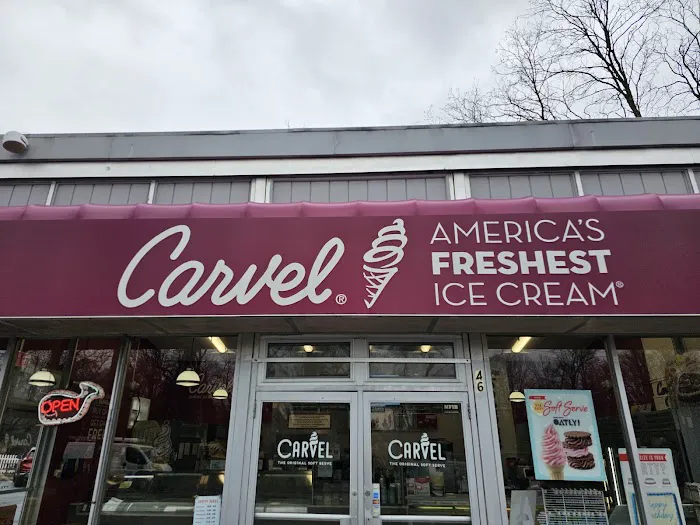 Carvel®
AMERICA'S
FRESHEST
ICE CREAM®
46
OPEN
CARVEL
THE ORIGINAL SOFT SERVE
CARVEL
THE ORIGINAL SOFT SERVE
Soft Serve
OATLY!